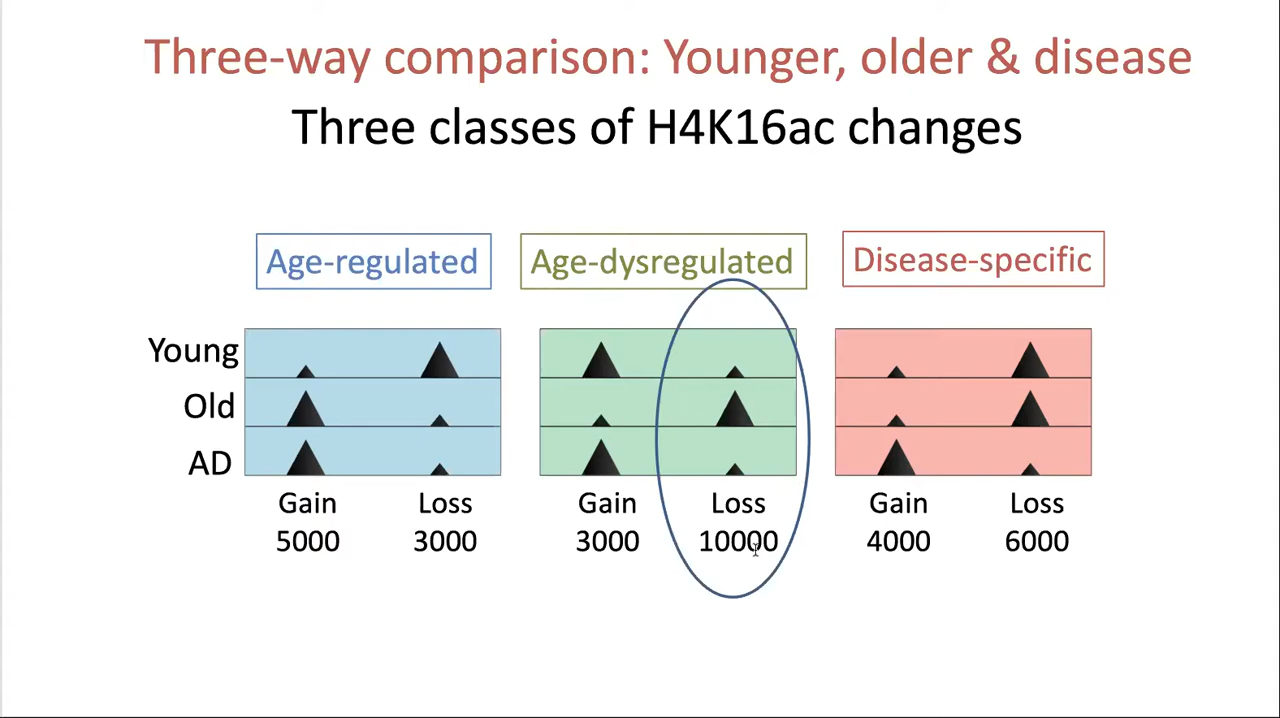 Three-way comparison: Younger, older & disease
Three classes of H4K16ac changes
Age-regulated
Age-dysregulated
Disease-specific
Young
Old
AD
Gain Loss Gain Loss Gain Loss
5000 3000 3000 10000 4000 6000